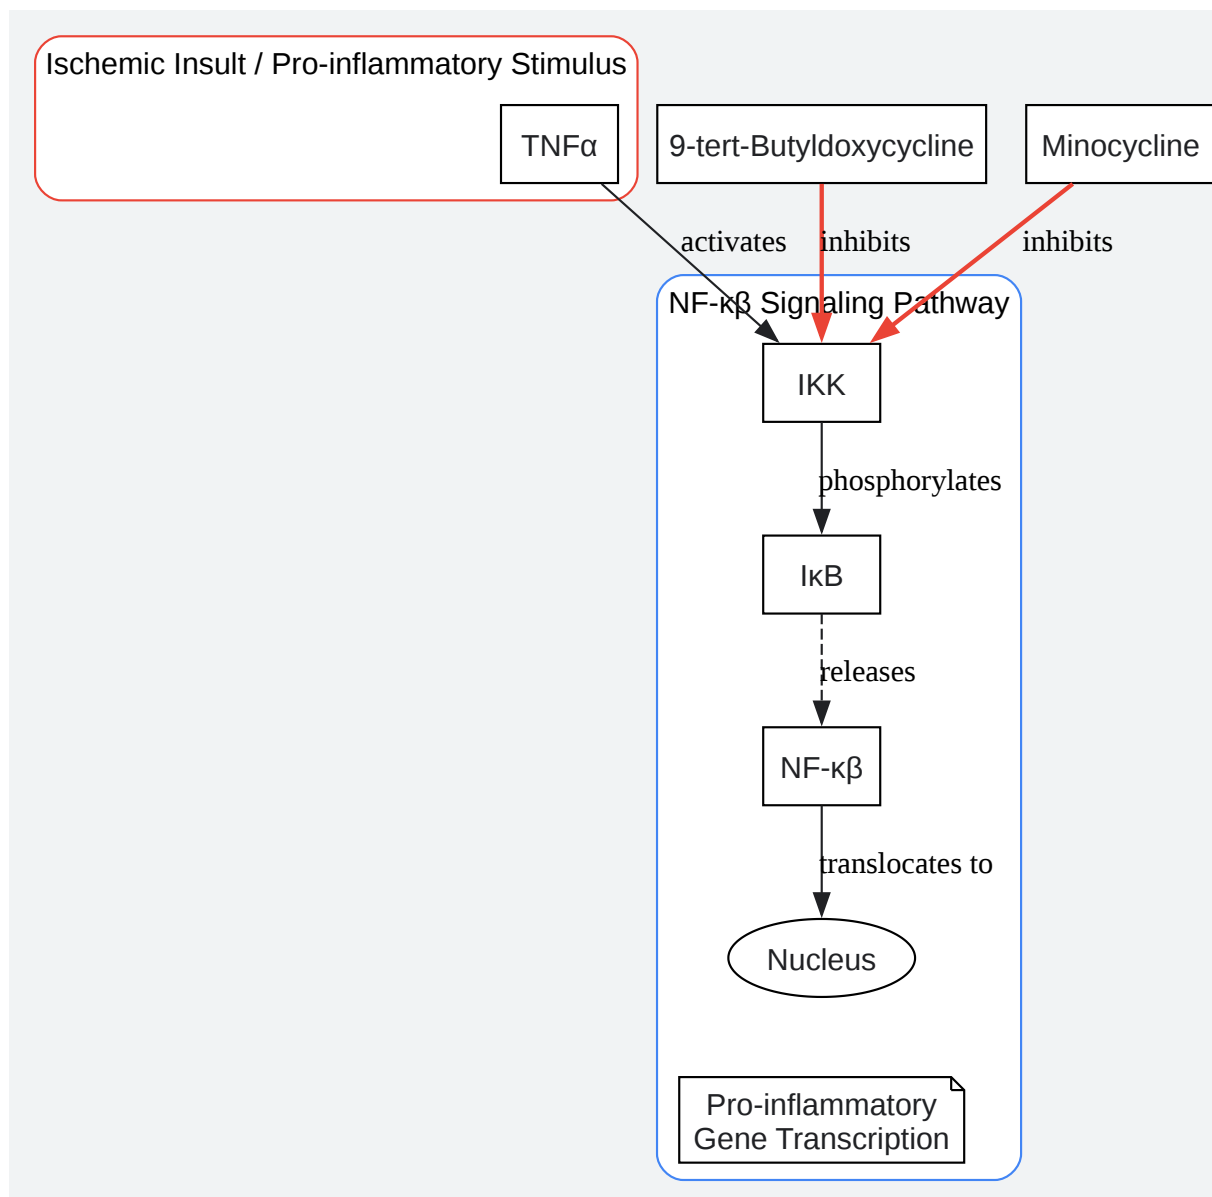 Ischemic Insult / Pro-inflammatory Stimulus
TNFα
9-tert-Butyldoxycycline
Minocycline
activates
inhibits
inhibits
NF-κβ Signaling Pathway
IKK
phosphorylates
IκB
releases
NF-κβ
translocates to
Nucleus
Pro-inflammatory
Gene Transcription